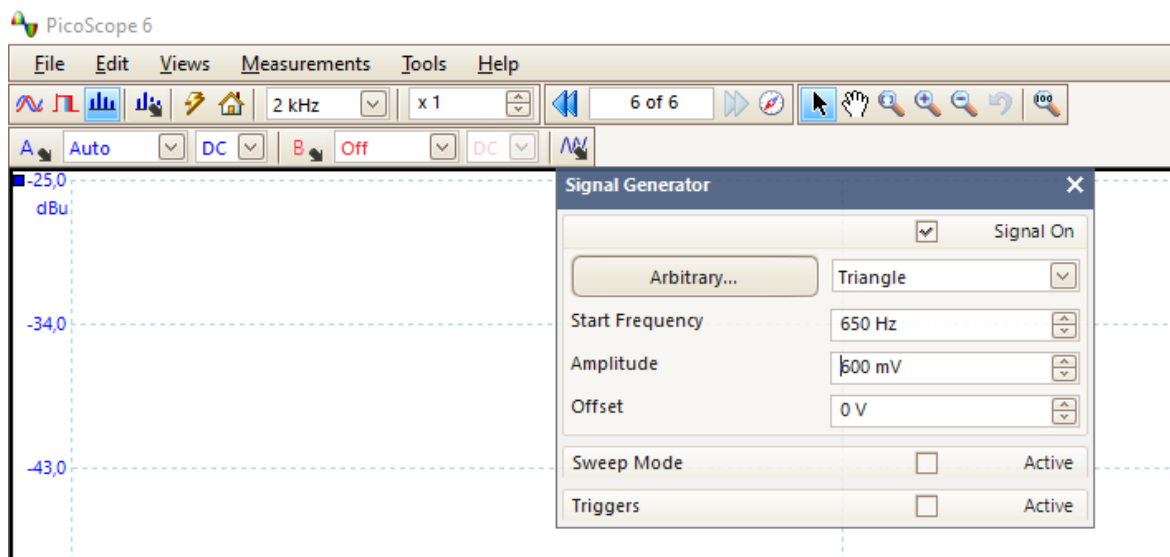 PicoScope 6
File Edit Views Measurements Tools Help
2 kHz x 1 6 of 6 100
A Auto DC B Off DC
-25,0
dBu
-34,0
-43,0
Signal Generator
Signal On
Arbitrary... Triangle
Start Frequency 650 Hz
Amplitude 600 mV
Offset 0 V
Sweep Mode Active
Triggers Active